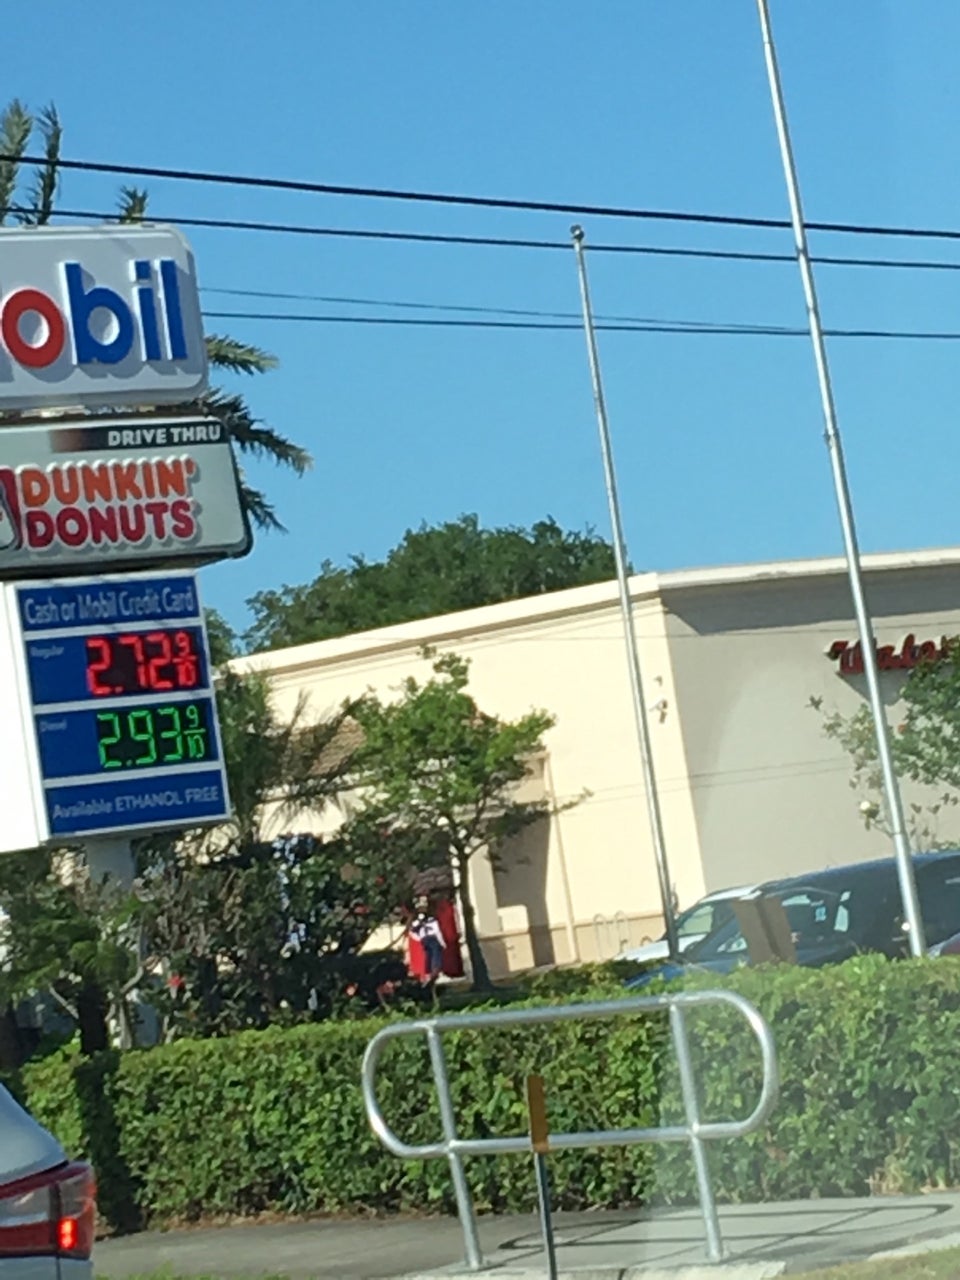 obil
DRIVE THRU
DUNKIN'
DONUTS
Cash or Mobil Credit Card
Regular 2.72 9/10
Diesel 2.93 9/10
Available ETHANOL FREE